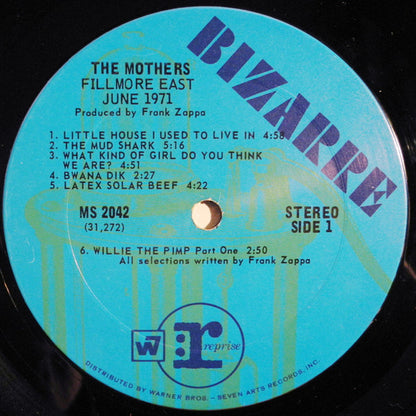 BIZARRE
THE MOTHERS
FILLMORE EAST
JUNE 1971
Produced by Frank Zappa
1. LITTLE HOUSE I USED TO LIVE IN 4:58
2. THE MUD SHARK 5:16
3. WHAT KIND OF GIRL DO YOU THINK
WE ARE? 4:51
4. BWANA DIK 2:27
5. LATEX SOLAR BEEF 4:22
MS 2042
(31,272)
STEREO
SIDE 1
6. WILLIE THE PIMP Part One 2:50
All selections written by Frank Zappa
W7
r: reprise
DISTRIBUTED BY WARNER BROS. – SEVEN ARTS RECORDS, INC.